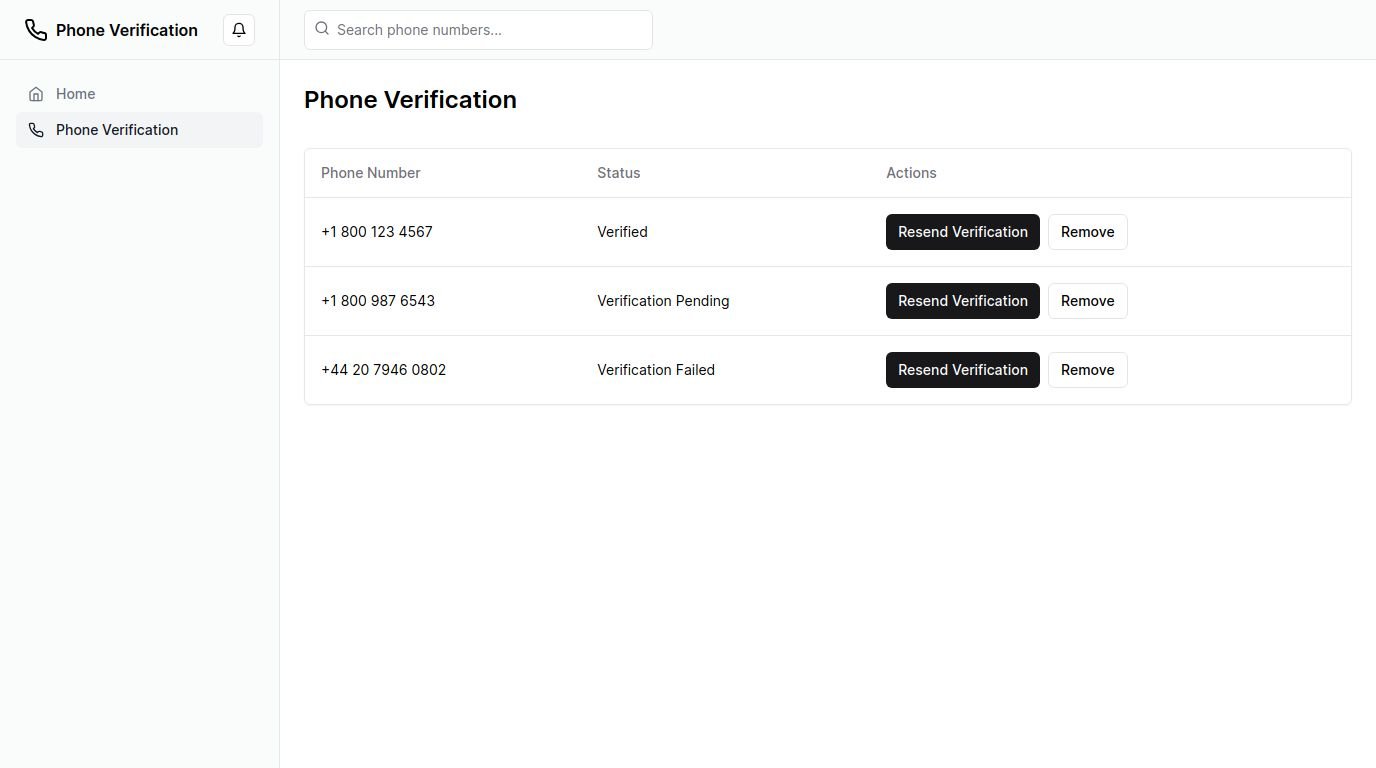 Phone Verification
Search phone numbers...
Home
Phone Verification
Phone Verification
Phone Number Status Actions
+1 800 123 4567 Verified Resend Verification Remove
+1 800 987 6543 Verification Pending Resend Verification Remove
+44 20 7946 0802 Verification Failed Resend Verification Remove